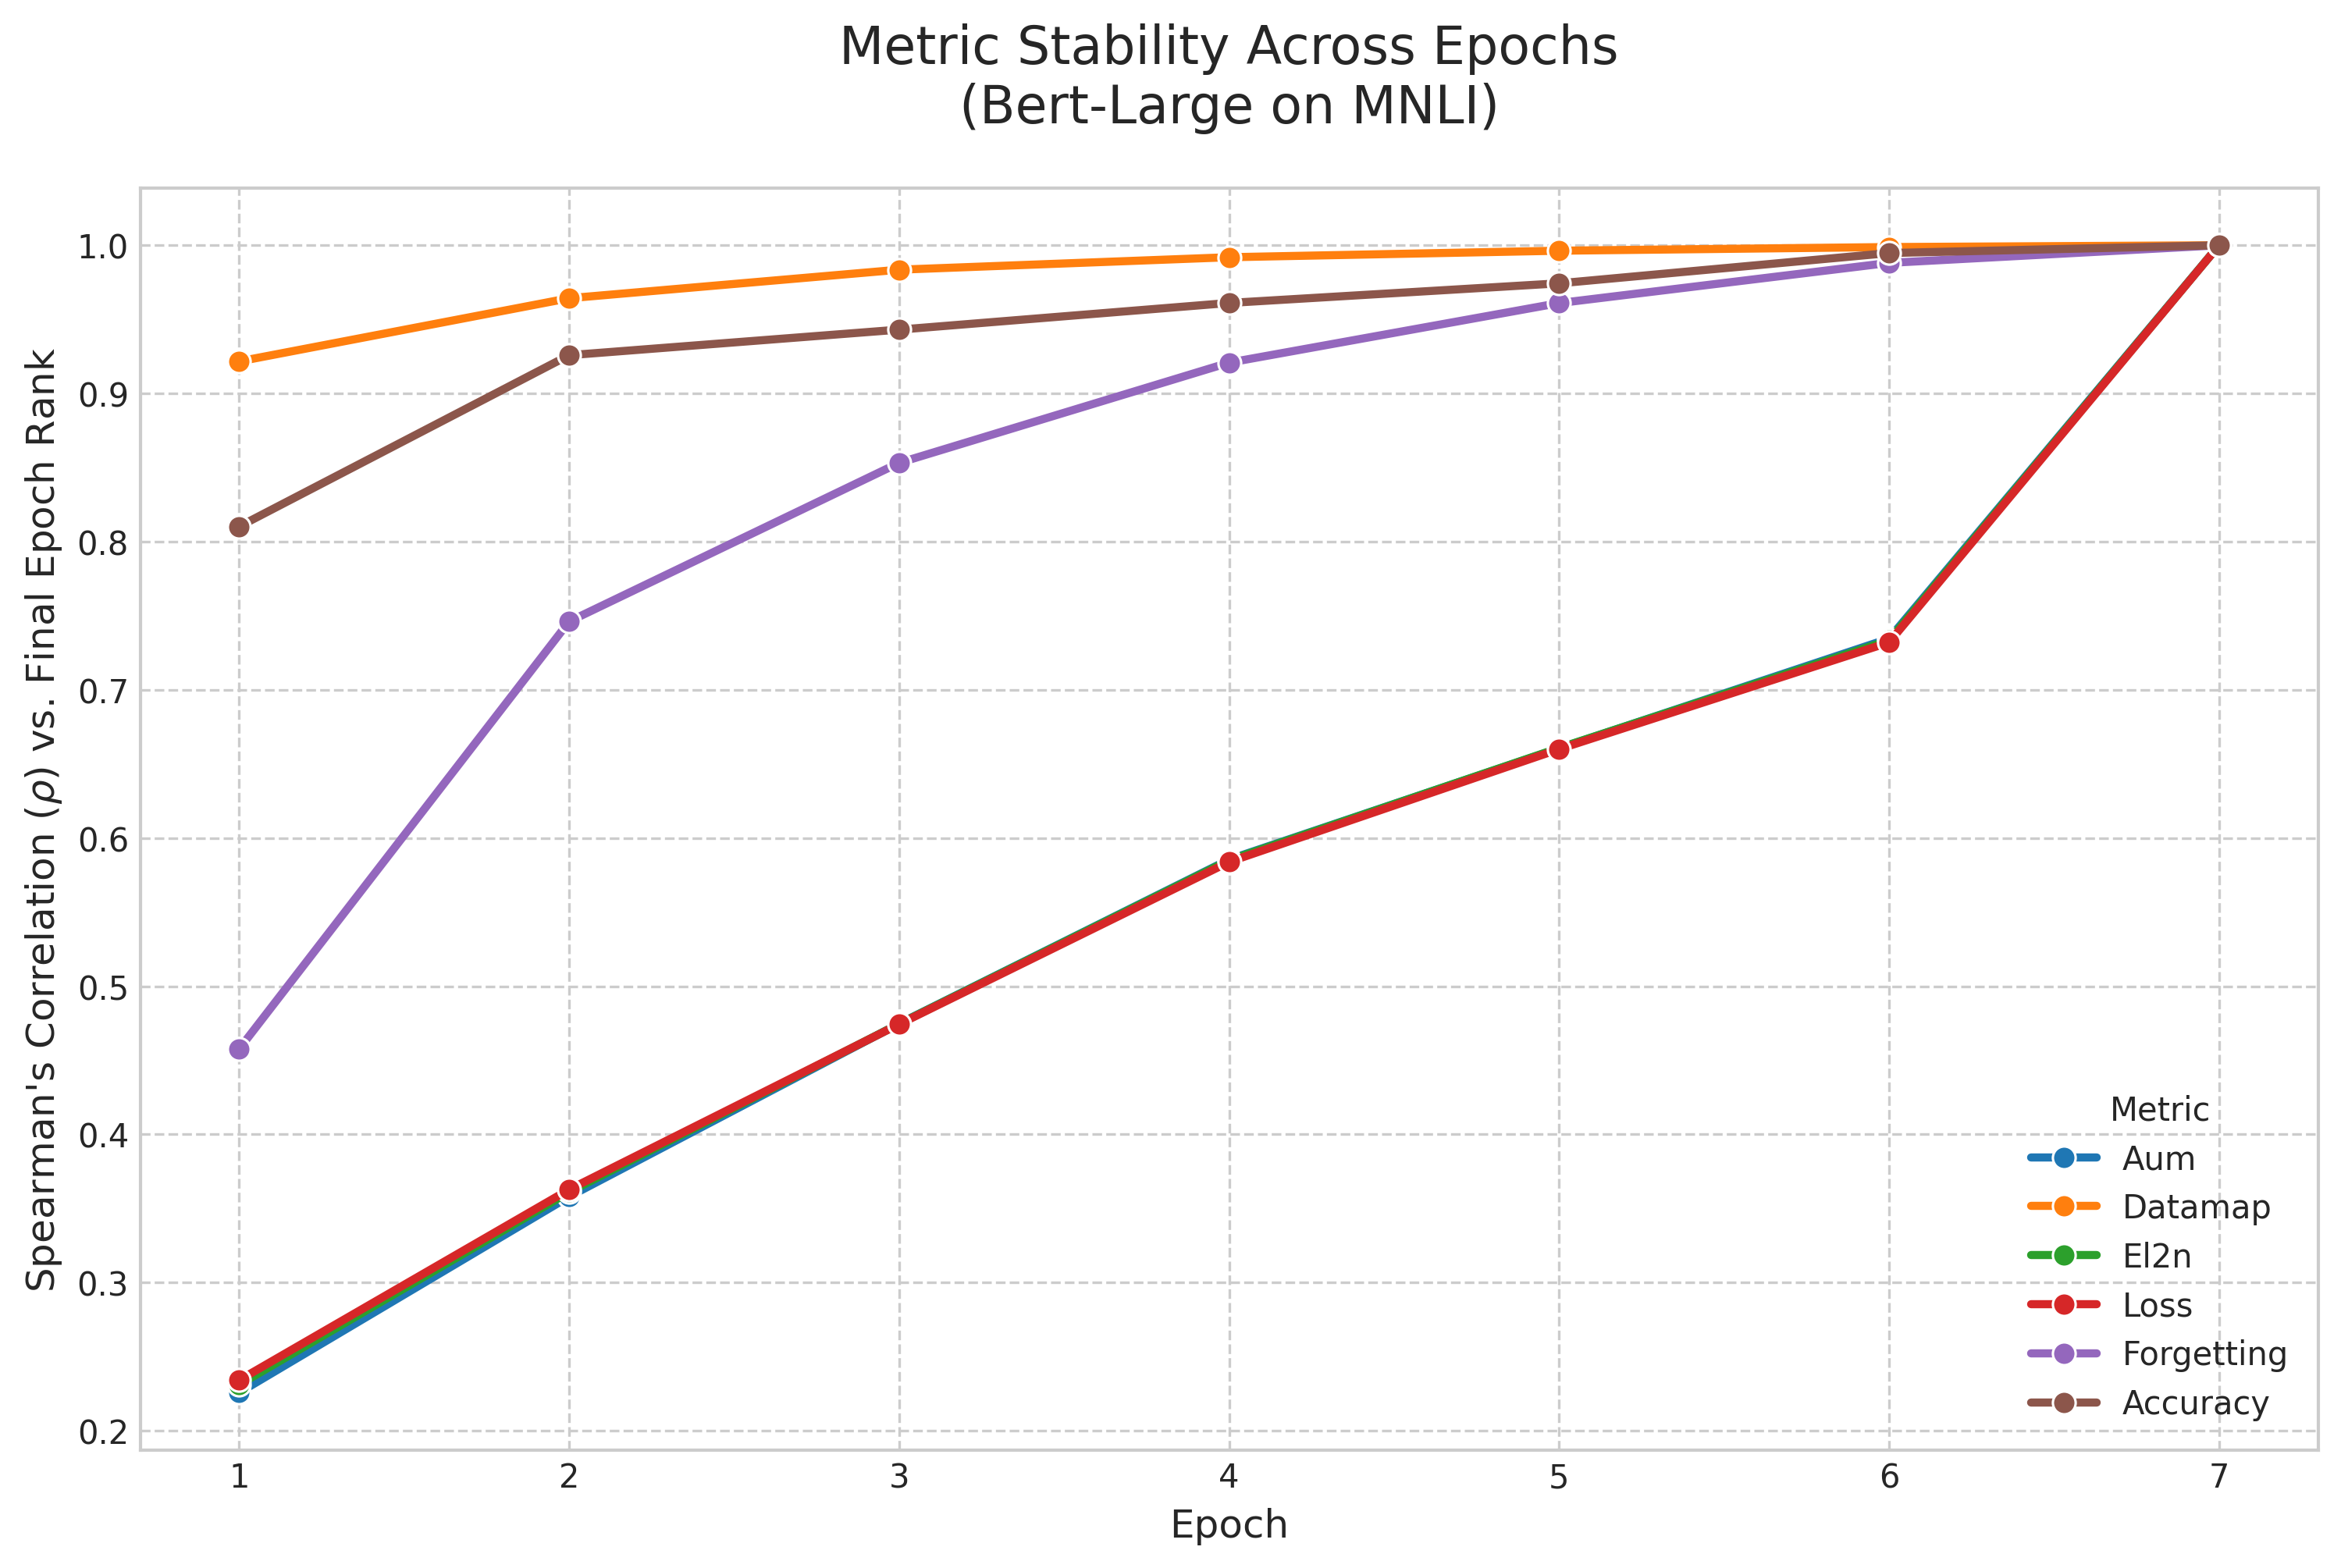 Metric Stability Across Epochs
(Bert-Large on MNLI)
Spearman's Correlation (ρ) vs. Final Epoch Rank
1.0
0.9
0.8
0.7
0.6
0.5
0.4
0.3
0.2
Metric
Aum
Datamap
El2n
Loss
Forgetting
Accuracy
1 2 3 4 5 6 7
Epoch